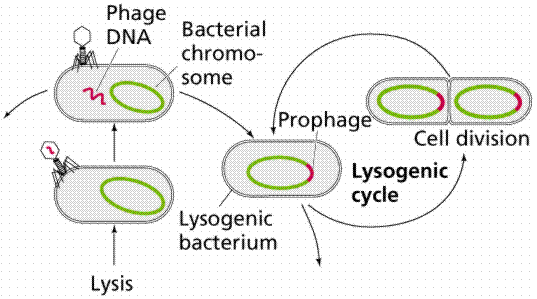 Phage
DNA
Bacterial
chromo-
some
Prophage
Cell division
Lysogenic
cycle
Lysogenic
bacterium
Lysis